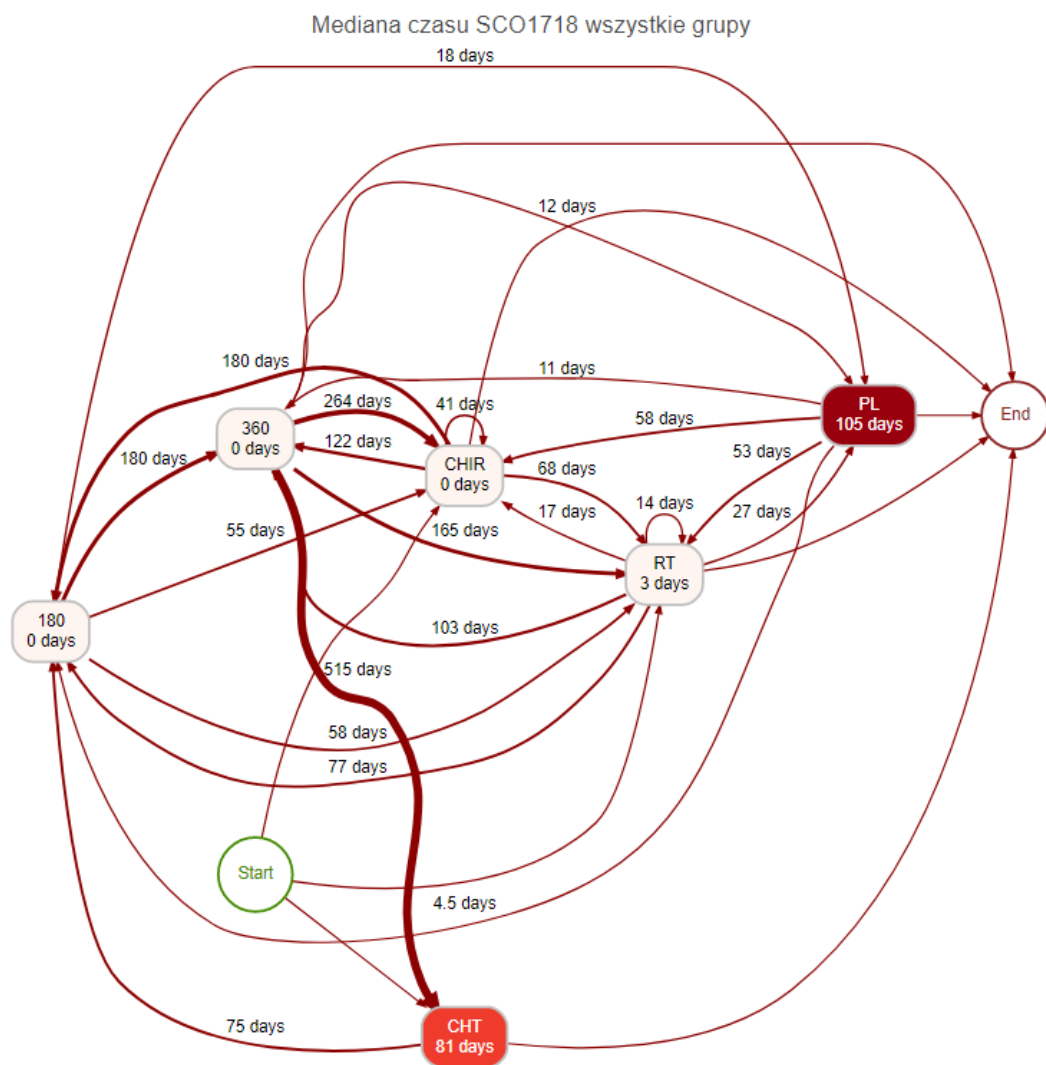 Mediana czasu SCO1718 wszystkie grupy
18 days
12 days
180 days
11 days
264 days
41 days
PL
105 days
End
58 days
360
0 days
122 days
180 days
CHIR
0 days
68 days
53 days
14 days
17 days
27 days
55 days
165 days
RT
3 days
180
0 days
103 days
515 days
58 days
77 days
Start
4.5 days
75 days
CHT
81 days